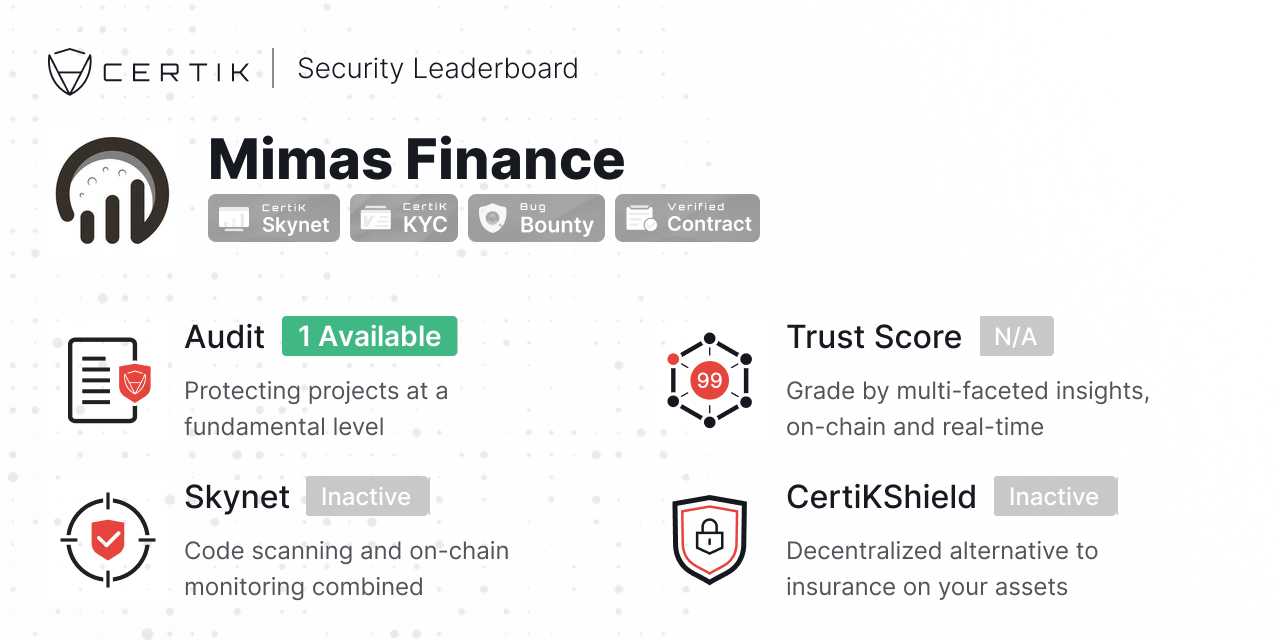 CERTIK
Security Leaderboard
Mimas Finance
CertiK
Skynet
CertiK
KYC
Bug
Bounty
Verified
Contract
Audit
1 Available
Protecting projects at a
fundamental level
Trust Score
N/A
99
Grade by multi-faceted insights,
on-chain and real-time
Skynet
Inactive
Code scanning and on-chain
monitoring combined
CertiKShield
Inactive
Decentralized alternative to
insurance on your assets